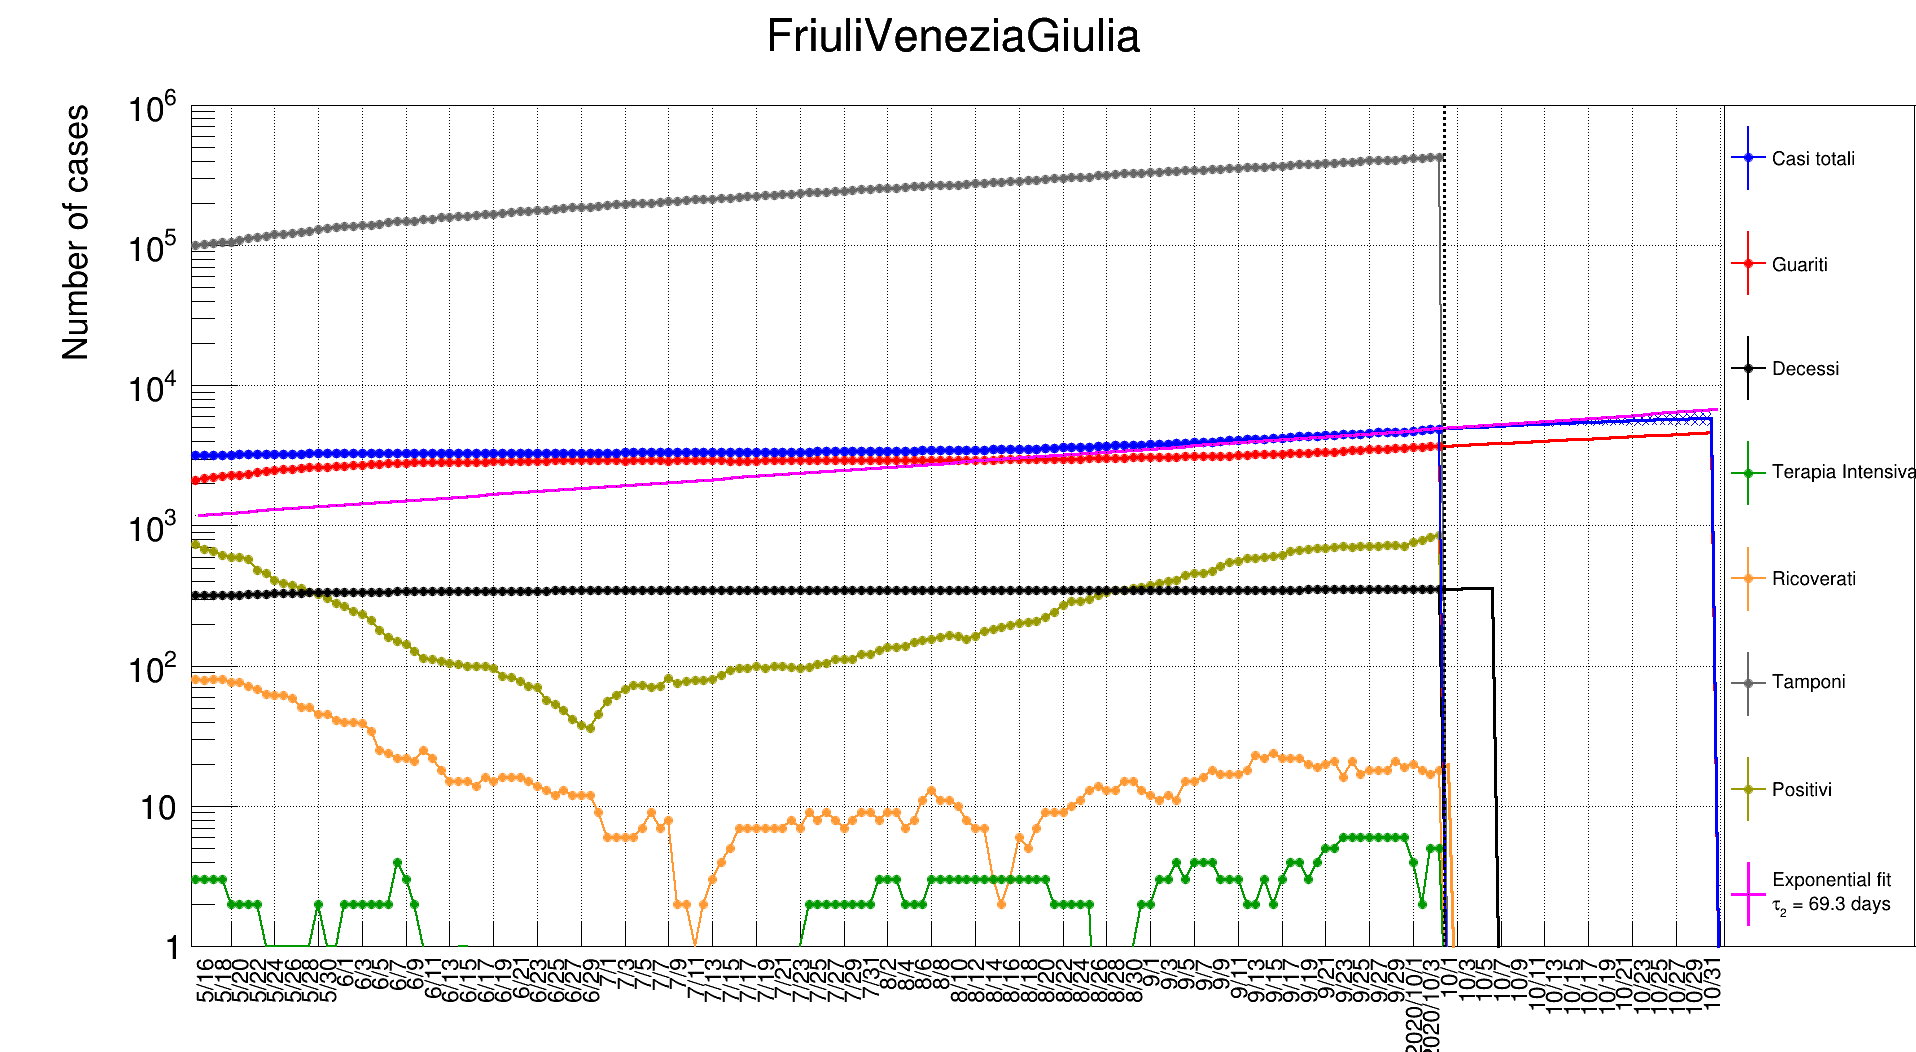 FriuliVeneziaGiulia
Number of cases
10^6
10^5
10^4
10^3
10^2
10
1
5/16 5/18 5/20 5/22 5/24 5/26 5/28 5/30 6/1 6/3 6/5 6/7 6/9 6/11 6/13 6/15 6/17 6/19 6/21 6/23 6/25 6/27 6/29 7/1 7/3 7/5 7/7 7/9 7/11 7/13 7/15 7/17 7/19 7/21 7/23 7/25 7/27 7/29 7/31 8/2 8/4 8/6 8/8 8/10 8/12 8/14 8/16 8/18 8/20 8/22 8/24 8/26 8/28 8/30 9/1 9/3 9/5 9/7 9/9 9/11 9/13 9/15 9/17 9/19 9/21 9/23 9/25 9/27 9/29 2020/10/1 2020/10/3 10/1 10/3 10/5 10/7 10/9 10/11 10/13 10/15 10/17 10/19 10/21 10/23 10/25 10/27 10/29 10/31
Casi totali
Guariti
Decessi
Terapia Intensiva
Ricoverati
Tamponi
Positivi
Exponential fit
τ2 = 69.3 days